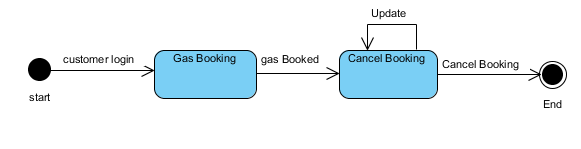 Update
customer login
Gas Booking
gas Booked
Cancel Booking
Cancel Booking
start
End